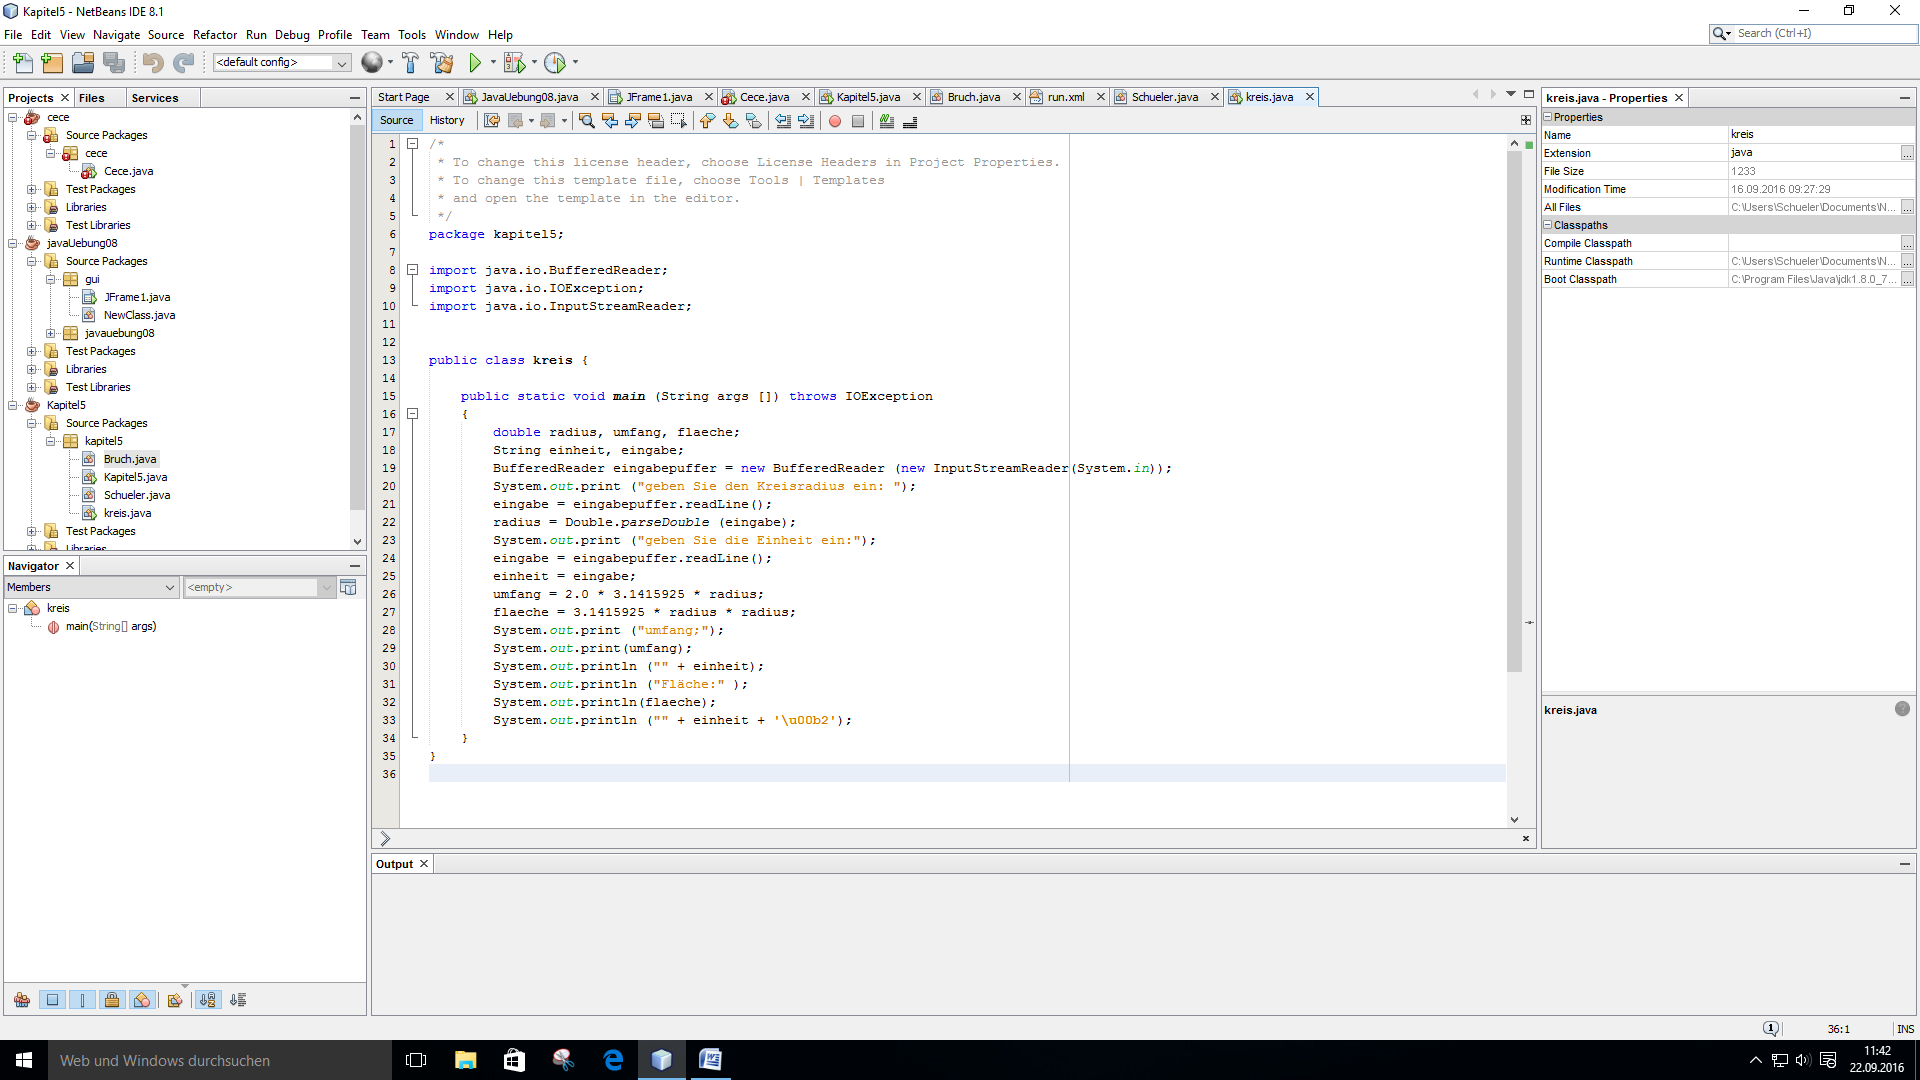 Kapitel5 - NetBeans IDE 8.1
File Edit View Navigate Source Refactor Run Debug Profile Team Tools Window Help
Search (Ctrl+I)
<default config>
Projects Files Services
cece
Source Packages
cece
Cece.java
Test Packages
Libraries
Test Libraries
javaUebung08
Source Packages
gui
JFrame1.java
NewClass.java
javauebung08
Test Packages
Libraries
Test Libraries
Kapitel5
Source Packages
kapitel5
Bruch.java
Kapitel5.java
Schueler.java
kreis.java
Test Packages
Libraries
Navigator
Members
<empty>
kreis
main(String[] args)
Start Page JavaUebung08.java JFrame1.java Cece.java Kapitel5.java Bruch.java run.xml Schueler.java kreis.java
Source History
1 /*
2 * To change this license header, choose License Headers in Project Properties.
3 * To change this template file, choose Tools | Templates
4 * and open the template in the editor.
5 */
6 package kapitel5;
7
8 import java.io.BufferedReader;
9 import java.io.IOException;
10 import java.io.InputStreamReader;
11
12
13 public class kreis {
14
15 public static void main (String args []) throws IOException
16 {
17 double radius, umfang, flaeche;
18 String einheit, eingabe;
19 BufferedReader eingabepuffer = new BufferedReader (new InputStreamReader(System.in));
20 System.out.print ("geben Sie den Kreisradius ein: ");
21 eingabe = eingabepuffer.readLine();
22 radius = Double.parseDouble (eingabe);
23 System.out.print ("geben Sie die Einheit ein:");
24 eingabe = eingabepuffer.readLine();
25 einheit = eingabe;
26 umfang = 2.0 * 3.1415925 * radius;
27 flaeche = 3.1415925 * radius * radius;
28 System.out.print ("umfang;");
29 System.out.print(umfang);
30 System.out.println ("" + einheit);
31 System.out.println ("Fläche:" );
32 System.out.println(flaeche);
33 System.out.println ("" + einheit + '\u00b2');
34 }
35 }
36
Output
kreis.java - Properties
Properties
Name kreis
Extension java
File Size 1233
Modification Time 16.09.2016 09:27:29
All Files C:\Users\Schueler\Documents\N...
Classpaths
Compile Classpath
Runtime Classpath C:\Users\Schueler\Documents\N...
Boot Classpath C:\Program Files\Java\jdk1.8.0_7...
kreis.java
1
36:1 INS
Web und Windows durchsuchen
11:42
22.09.2016